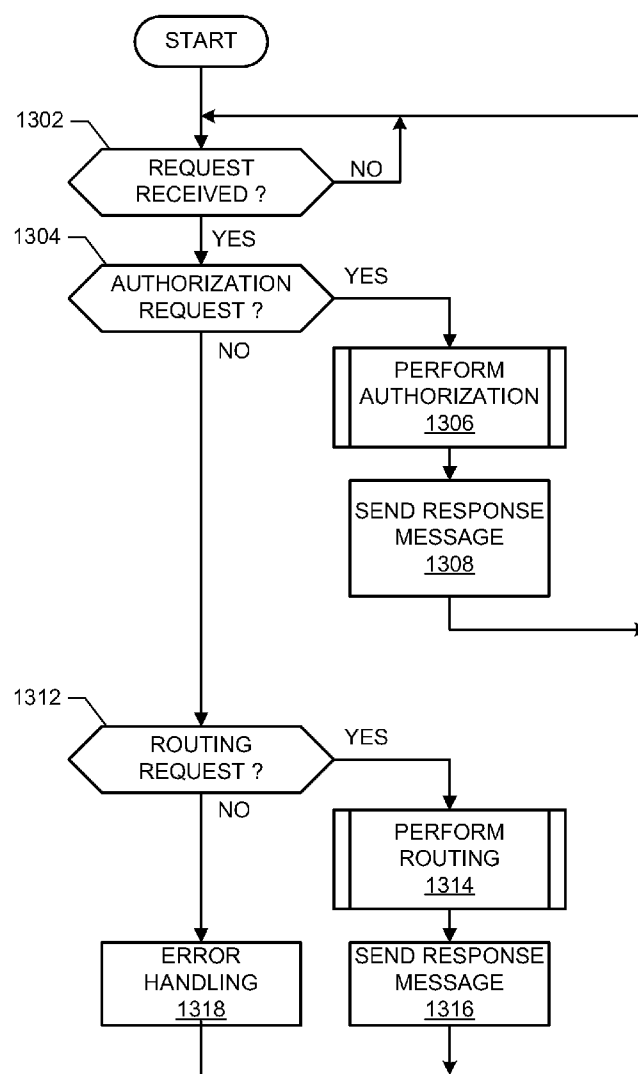 START
1302
REQUEST
RECEIVED ?
NO
YES
1304
AUTHORIZATION
REQUEST ?
YES
NO
PERFORM
AUTHORIZATION
1306
SEND RESPONSE
MESSAGE
1308
1312
ROUTING
REQUEST ?
YES
NO
PERFORM
ROUTING
1314
ERROR
HANDLING
1318
SEND RESPONSE
MESSAGE
1316